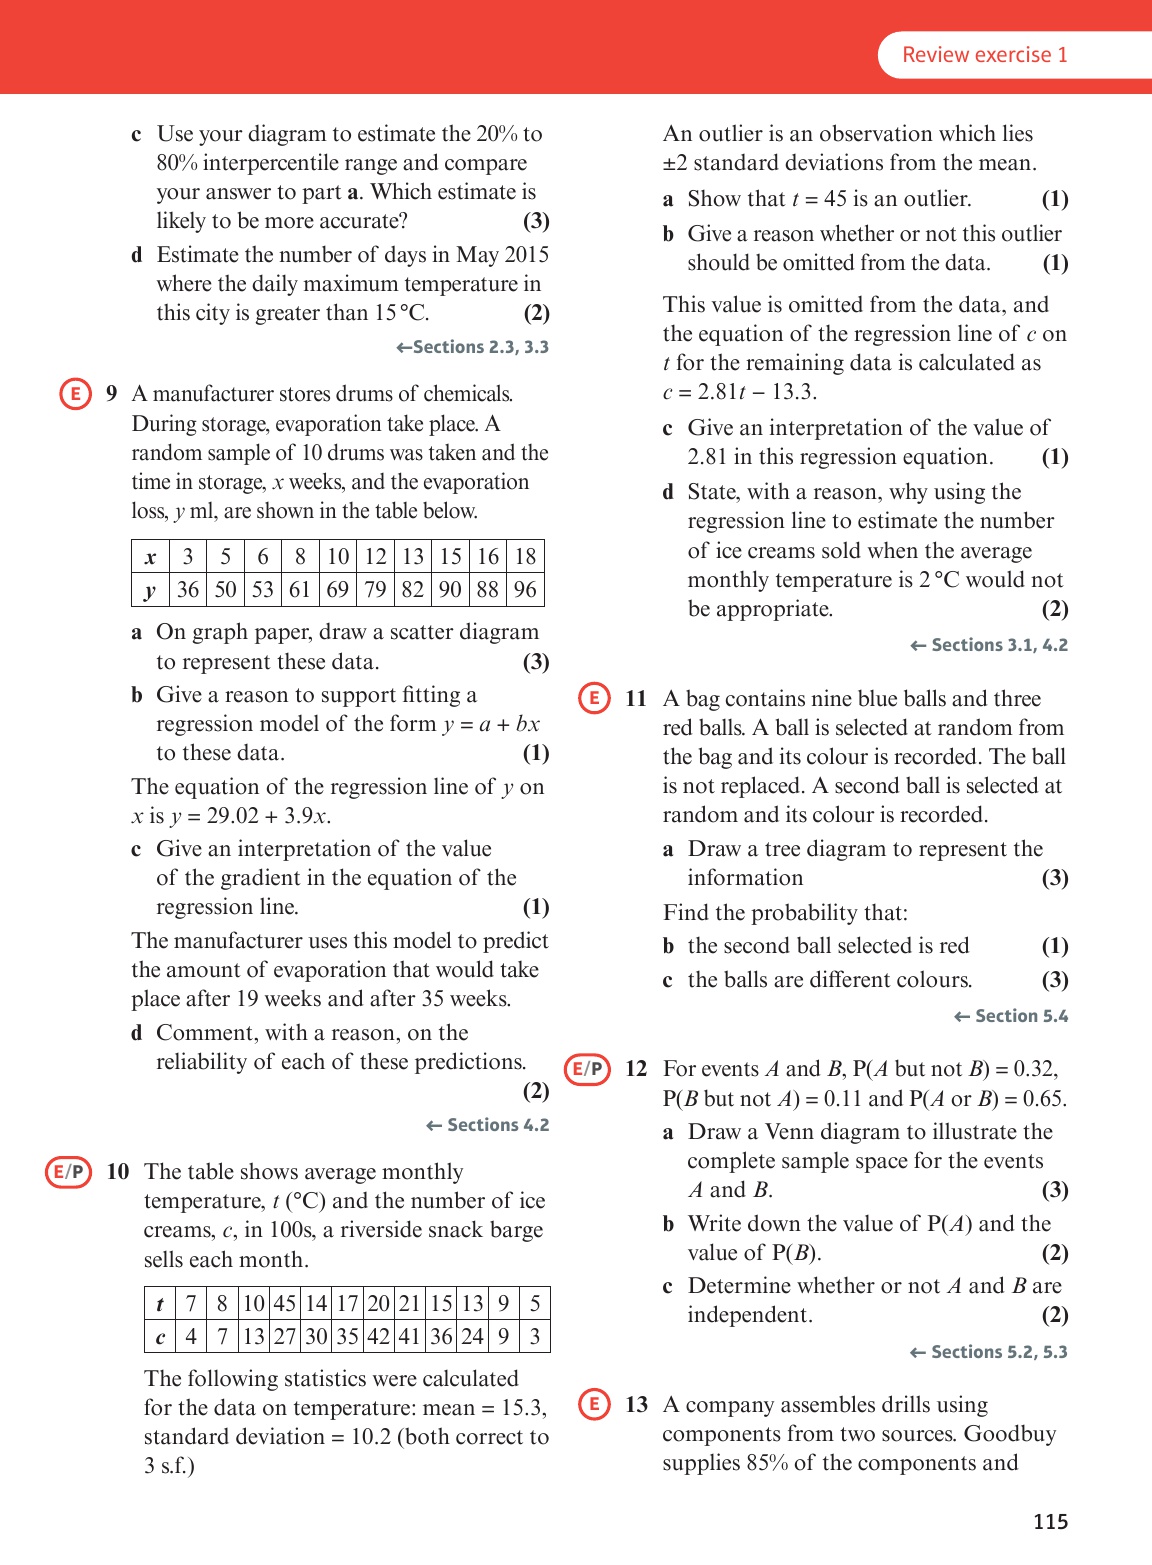 Review exercise 1
c Use your diagram to estimate the 20% to
80% interpercentile range and compare
your answer to part a. Which estimate is
likely to be more accurate? (3)
d Estimate the number of days in May 2015
where the daily maximum temperature in
this city is greater than 15 °C. (2)
←Sections 2.3, 3.3
E 9 A manufacturer stores drums of chemicals.
During storage, evaporation take place. A
random sample of 10 drums was taken and the
time in storage, x weeks, and the evaporation
loss, y ml, are shown in the table below.
x 3 5 6 8 10 12 13 15 16 18
y 36 50 53 61 69 79 82 90 88 96
a On graph paper, draw a scatter diagram
to represent these data. (3)
b Give a reason to support fitting a
regression model of the form y = a + bx
to these data. (1)
The equation of the regression line of y on
x is y = 29.02 + 3.9x.
c Give an interpretation of the value
of the gradient in the equation of the
regression line. (1)
The manufacturer uses this model to predict
the amount of evaporation that would take
place after 19 weeks and after 35 weeks.
d Comment, with a reason, on the
reliability of each of these predictions.
(2)
← Sections 4.2
E/P 10 The table shows average monthly
temperature, t (°C) and the number of ice
creams, c, in 100s, a riverside snack barge
sells each month.
t 7 8 10 45 14 17 20 21 15 13 9 5
c 4 7 13 27 30 35 42 41 36 24 9 3
The following statistics were calculated
for the data on temperature: mean = 15.3,
standard deviation = 10.2 (both correct to
3 s.f.)
An outlier is an observation which lies
±2 standard deviations from the mean.
a Show that t = 45 is an outlier. (1)
b Give a reason whether or not this outlier
should be omitted from the data. (1)
This value is omitted from the data, and
the equation of the regression line of c on
t for the remaining data is calculated as
c = 2.81t − 13.3.
c Give an interpretation of the value of
2.81 in this regression equation. (1)
d State, with a reason, why using the
regression line to estimate the number
of ice creams sold when the average
monthly temperature is 2 °C would not
be appropriate. (2)
← Sections 3.1, 4.2
E 11 A bag contains nine blue balls and three
red balls. A ball is selected at random from
the bag and its colour is recorded. The ball
is not replaced. A second ball is selected at
random and its colour is recorded.
a Draw a tree diagram to represent the
information (3)
Find the probability that:
b the second ball selected is red (1)
c the balls are different colours. (3)
← Section 5.4
E/P 12 For events A and B, P(A but not B) = 0.32,
P(B but not A) = 0.11 and P(A or B) = 0.65.
a Draw a Venn diagram to illustrate the
complete sample space for the events
A and B. (3)
b Write down the value of P(A) and the
value of P(B). (2)
c Determine whether or not A and B are
independent. (2)
← Sections 5.2, 5.3
E 13 A company assembles drills using
components from two sources. Goodbuy
supplies 85% of the components and
115